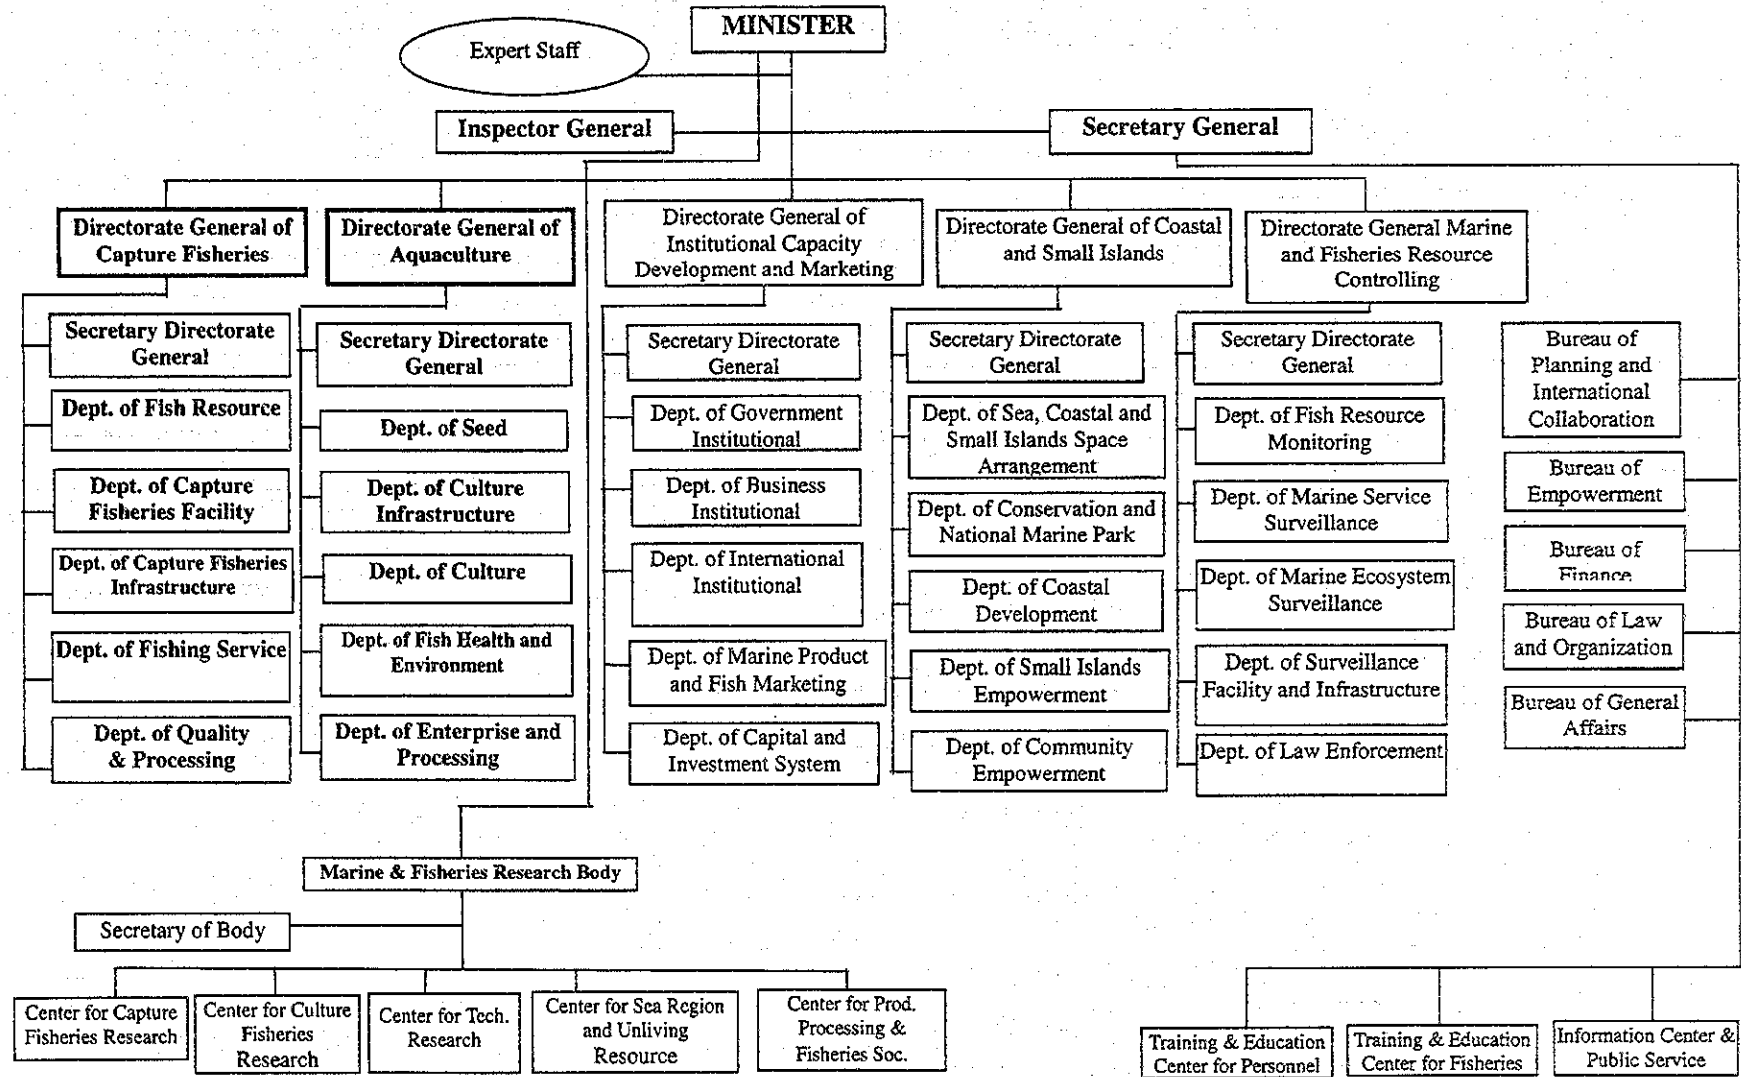 MINISTER
Expert Staff
Inspector General
Secretary General
Directorate General of
Capture Fisheries
Directorate General of
Aquaculture
Directorate General of
Institutional Capacity
Development and Marketing
Directorate General of Coastal
and Small Islands
Directorate General Marine
and Fisheries Resource
Controlling
Secretary Directorate
General
Dept. of Fish Resource
Dept. of Capture
Fisheries Facility
Dept. of Capture Fisheries
Infrastructure
Dept. of Fishing Service
Dept. of Quality
& Processing
Secretary Directorate
General
Dept. of Seed
Dept. of Culture
Infrastructure
Dept. of Culture
Dept. of Fish Health and
Environment
Dept. of Enterprise and
Processing
Secretary Directorate
General
Dept. of Government
Institutional
Dept. of Business
Institutional
Dept. of International
Institutional
Dept. of Marine Product
and Fish Marketing
Dept. of Capital and
Investment System
Secretary Directorate
General
Dept. of Sea, Coastal and
Small Islands Space
Arrangement
Dept. of Conservation and
National Marine Park
Dept. of Coastal
Development
Dept. of Small Islands
Empowerment
Dept. of Community
Empowerment
Secretary Directorate
General
Dept. of Fish Resource
Monitoring
Dept. of Marine Service
Surveillance
Dept. of Marine Ecosystem
Surveillance
Dept. of Surveillance
Facility and Infrastructure
Dept. of Law Enforcement
Bureau of
Planning and
International
Collaboration
Bureau of
Empowerment
Bureau of
Finance
Bureau of Law
and Organization
Bureau of General
Affairs
Marine & Fisheries Research Body
Secretary of Body
Center for Capture
Fisheries Research
Center for Culture
Fisheries
Research
Center for Tech.
Research
Center for Sea Region
and Unliving
Resource
Center for Prod.
Processing &
Fisheries Soc.
Training & Education
Center for Personnel
Training & Education
Center for Fisheries
Information Center &
Public Service